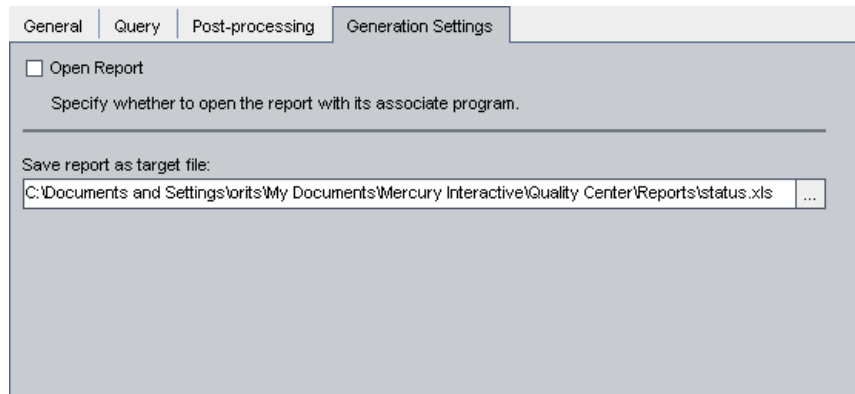 General Query Post-processing Generation Settings
Open Report
Specify whether to open the report with its associate program.
Save report as target file:
C:\Documents and Settings\orits\My Documents\Mercury Interactive\Quality Center\Reports\status.xls ...